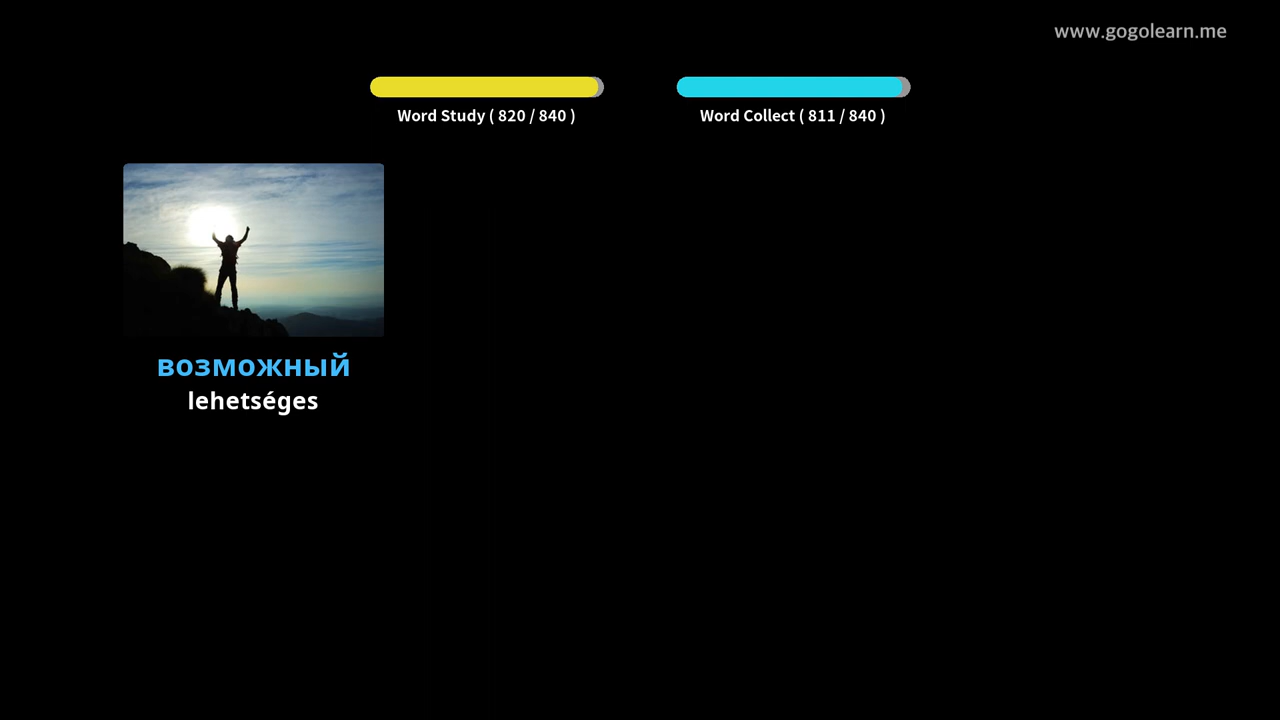 www.gogolearn.me
Word Study ( 820 / 840 )
Word Collect ( 811 / 840 )
возможный
lehetséges